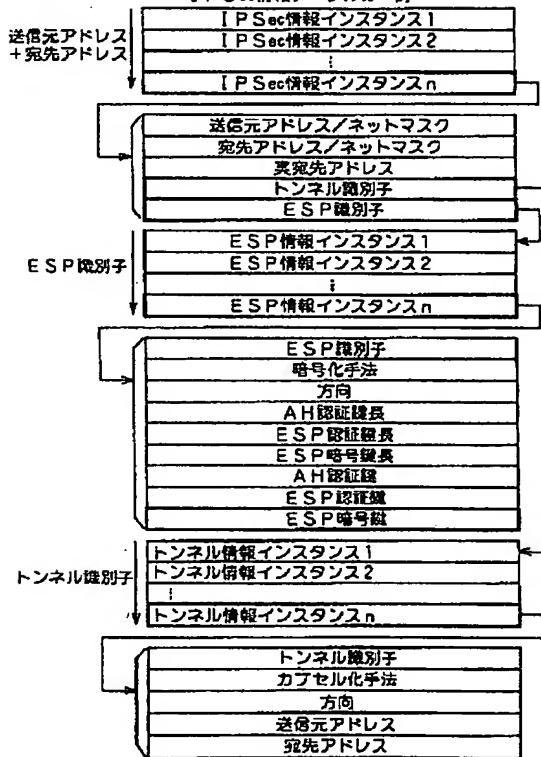 送信元アドレス
+宛先アドレス
IPSec情報インスタンス1
IPSec情報インスタンス2
⋮
IPSec情報インスタンスn
送信元アドレス/ネットマスク
宛先アドレス/ネットマスク
実宛先アドレス
トンネル識別子
ESP識別子
ESP識別子
ESP情報インスタンス1
ESP情報インスタンス2
⋮
ESP情報インスタンスn
ESP識別子
暗号化手法
方向
AH認証鍵長
ESP認証鍵長
ESP暗号鍵長
AH認証鍵
ESP認証鍵
ESP暗号鍵
トンネル識別子
トンネル情報インスタンス1
トンネル情報インスタンス2
⋮
トンネル情報インスタンスn
トンネル識別子
カプセル化手法
方向
送信元アドレス
宛先アドレス